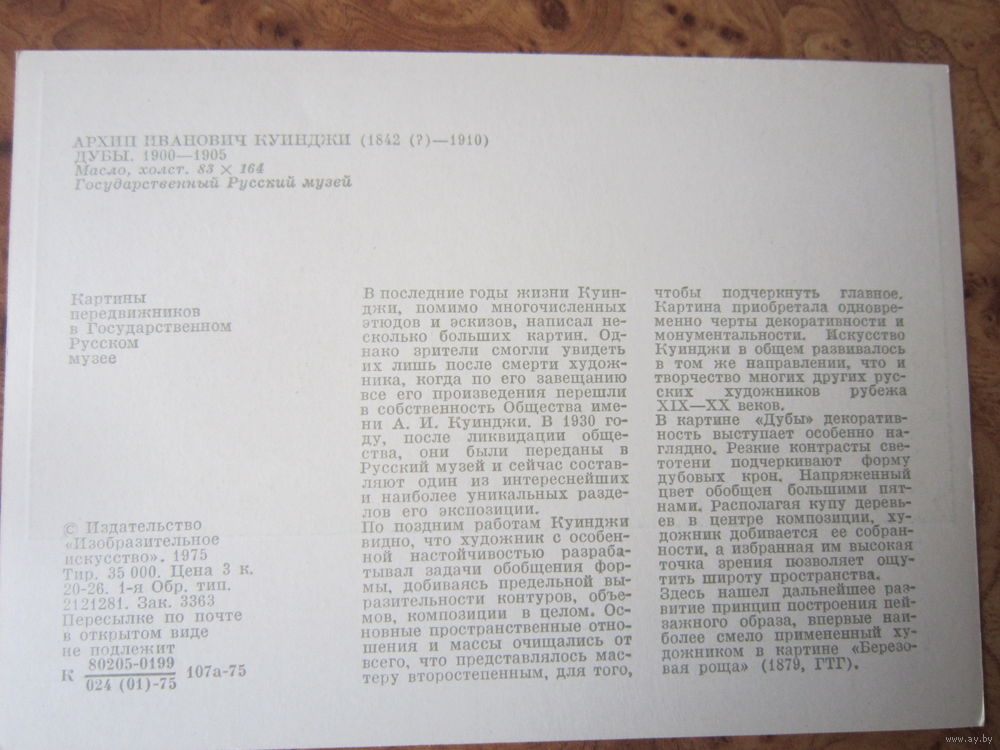 АРХИП ИВАНОВИЧ КУИНДЖИ (1842 (?)—1910)
ДУБЫ. 1900—1905
Масло, холст. 83 × 164
Государственный Русский музей
Картины
передвижников
в Государственном
Русском
музее
© Издательство
«Изобразительное
искусство». 1975
Тир. 35 000. Цена 3 к.
20-26. 1-я Обр. тип.
2121281. Зак. 3363
Пересылке по почте
в открытом виде
не подлежит
К 80205-0199
024 (01)-75 107а-75
В последние годы жизни Куин-
джи, помимо многочисленных
этюдов и эскизов, написал не-
сколько больших картин. Од-
нако зрители смогли увидеть
их лишь после смерти худож-
ника, когда по его завещанию
все его произведения перешли
в собственность Общества име-
ни А. И. Куинджи. В 1930 го-
ду, после ликвидации обще-
ства, они были переданы в
Русский музей и сейчас состав-
ляют один из интереснейших
и наиболее уникальных разде-
лов его экспозиции.
По поздним работам Куинджи
видно, что художник с особен-
ной настойчивостью разраба-
тывал задачи обобщения фор-
мы, добиваясь предельной вы-
разительности контуров, объе-
мов, композиции в целом. Ос-
новные пространственные отно-
шения и массы очищались от
всего, что представлялось мас-
теру второстепенным, для того,
чтобы подчеркнуть главное.
Картина приобретала одновре-
менно черты декоративности и
монументальности. Искусство
Куинджи в общем развивалось
в том же направлении, что и
творчество многих других рус-
ских художников рубежа
XIX—XX веков.
В картине «Дубы» декоратив-
ность выступает особенно на-
глядно. Резкие контрасты све-
тотени подчеркивают форму
дубовых крон. Напряженный
цвет обобщен большими пят-
нами. Располагая купу деревь-
ев в центре композиции, ху-
дожник добивается ее собран-
ности, а избранная им высокая
точка зрения позволяет ощу-
тить широту пространства.
Здесь нашел дальнейшее раз-
витие принцип построения пей-
зажного образа, впервые наи-
более смело примененный ху-
дожником в картине «Березо-
вая роща» (1879, ГТГ).
www.ay.by